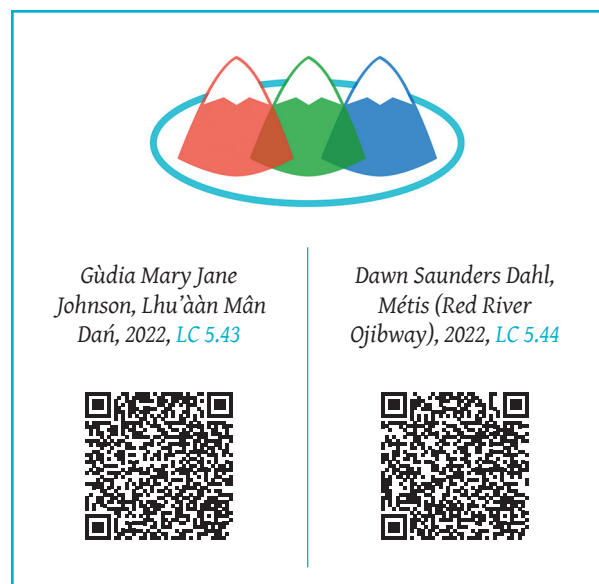 Gùdia Mary Jane
Johnson, Lhu’ààn Mân
Dań, 2022, LC 5.43
Dawn Saunders Dahl,
Métis (Red River
Ojibway), 2022, LC 5.44